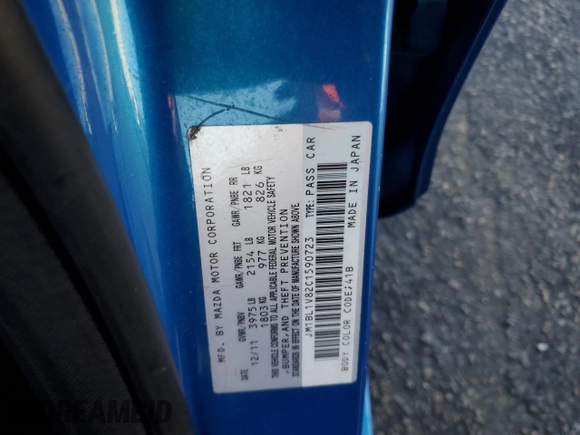 MFD. BY MAZDA MOTOR CORPORATION
DATE GVWR/PNBV GAWR/PNBE FRT GAWR/PNBE RR
12/11 3975 LB 2154 LB 1821 LB
1803 KG 977 KG 826 KG
THIS VEHICLE CONFORMS TO ALL APPLICABLE FEDERAL MOTOR VEHICLE SAFETY
,BUMPER,AND THEFT PREVENTION
STANDARDS IN EFFECT ON THE DATE OF MANUFACTURE SHOWN ABOVE.
JM1BL1V82C1590723 TYPE: PASS CAR
BODY COLOR CODE/41B MADE IN JAPAN
DREAMBID